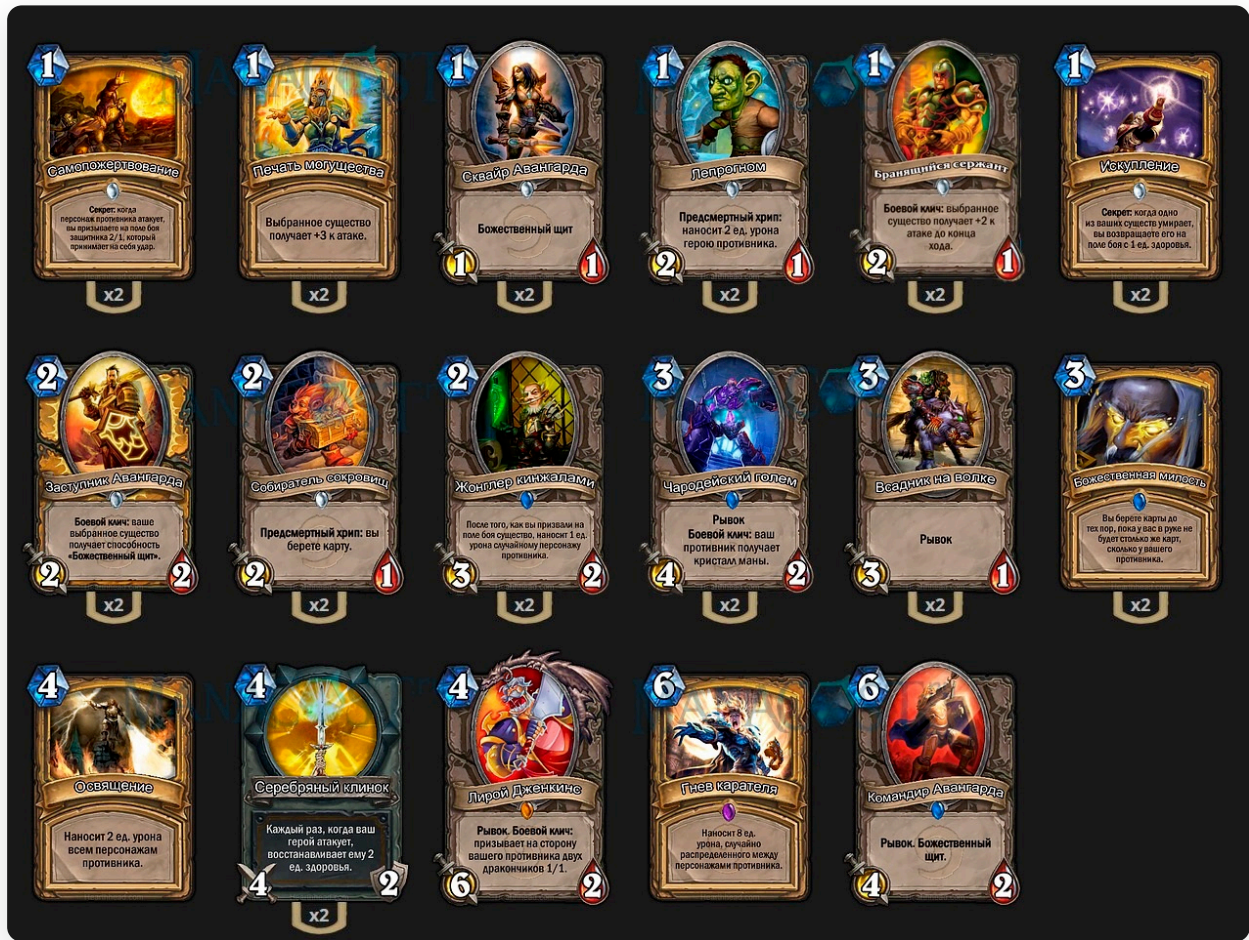 1
Самопожертвование
Секрет: когда
персонаж противника атакует,
вы призываете на поле боя
защитника 2/1, который
принимает на себя удар.
x2
1
Печать могущества
Выбранное существо
получает +3 к атаке.
x2
1
Сквайр Авангарда
Божественный щит
1
1
x2
1
Лепрогном
Предсмертный хрип:
наносит 2 ед. урона
герою противника.
2
1
x2
1
Бранящийся сержант
Боевой клич: выбранное
существо получает +2 к
атаке до конца
хода.
2
1
x2
1
Искупление
Секрет: когда одно
из ваших существ умирает,
вы возвращаете его на
поле боя с 1 ед. здоровья.
x2
2
Заступник Авангарда
Боевой клич: ваше
выбранное существо
получает способность
«Божественный щит».
2
2
x2
2
Собиратель сокровищ
Предсмертный хрип: вы
берете карту.
2
1
x2
2
Жонглер кинжалами
После того, как вы призвали на
поле боя существо, наносит 1 ед.
урона случайному персонажу
противника.
3
2
x2
3
Чародейский голем
Рывок
Боевой клич: ваш
противник получает
кристалл маны.
4
2
x2
3
Всадник на волке
Рывок
3
1
x2
3
Божественная милость
Вы берете карты до
тех пор, пока у вас в руке не
будет столько же карт,
сколько у вашего
противника.
x2
4
Освящение
Наносит 2 ед. урона
всем персонажам
противника.
4
Серебряный клинок
Каждый раз, когда ваш
герой атакует,
восстанавливает ему 2
ед. здоровья.
4
2
x2
4
Лирой Дженкинс
Рывок. Боевой клич:
призывает на сторону
вашего противника двух
дракончиков 1/1.
6
2
6
Гнев карателя
Наносит 8 ед.
урона, случайно
распределенного между
персонажами противника.
6
Командир Авангарда
Рывок. Божественный
щит.
4
2